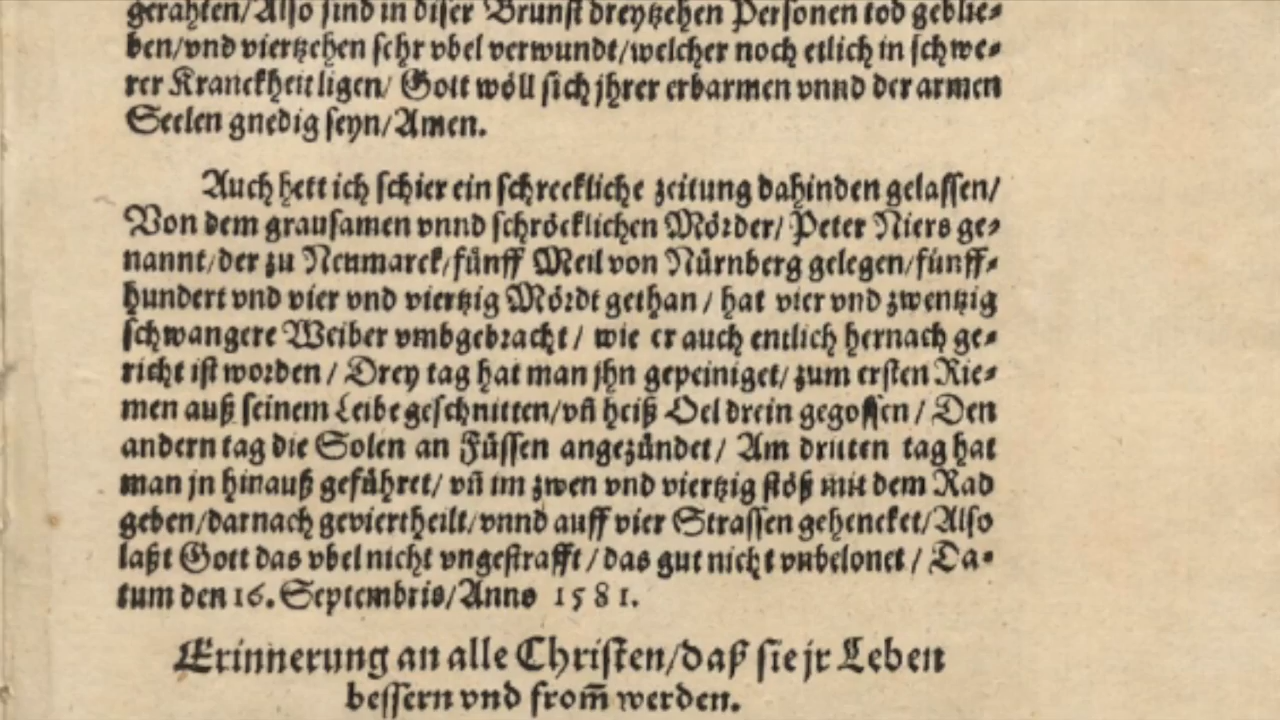 gerahten/Also sind in diser Brunst dreytzehen Personen tod geblie⸗
ben/vnd viertzehen sehr vbel verwundt/welcher noch etlich in schwe⸗
rer Kranckheit ligen/ Gott wöll sich jhrer erbarmen vnnd der armen
Seelen gnedig seyn/Amen.
Auch hett ich schier ein schreckliche zeitung dahinden gelassen/
Von dem grausamen vnnd schröcklichen Mörder/ Peter Niers ge⸗
nannt/der zu Neumarck/fünff Meil von Nürnberg gelegen/fünff⸗
hundert vnd vier vnd viertzig Mördt gethan/ hat vier vnd zwentzig
schwangere Weiber vmbgebracht/ wie er auch entlich hernach ge⸗
richt ist worden/ Drey tag hat man jhn gepeiniget/ zum ersten Rie⸗
men auß seinem Leibe geschnitten/vñ heiß Oel drein gegossen/ Den
andern tag die Solen an Füssen angezündet/ Am dritten tag hat
man jn hinauß geführet/ vñ im zwen vnd viertzig stöß mit dem Rad
geben/darnach geviertheilt/vnnd auff vier Strassen gehencket/Also
laßt Gott das vbel nicht vngestrafft/das gut nicht vnbelonet/ Da⸗
tum den 16. Septembris/Anno 1581.
Erinnerung an alle Christen/daß sie jr Leben
bessern vnd from̄ werden.